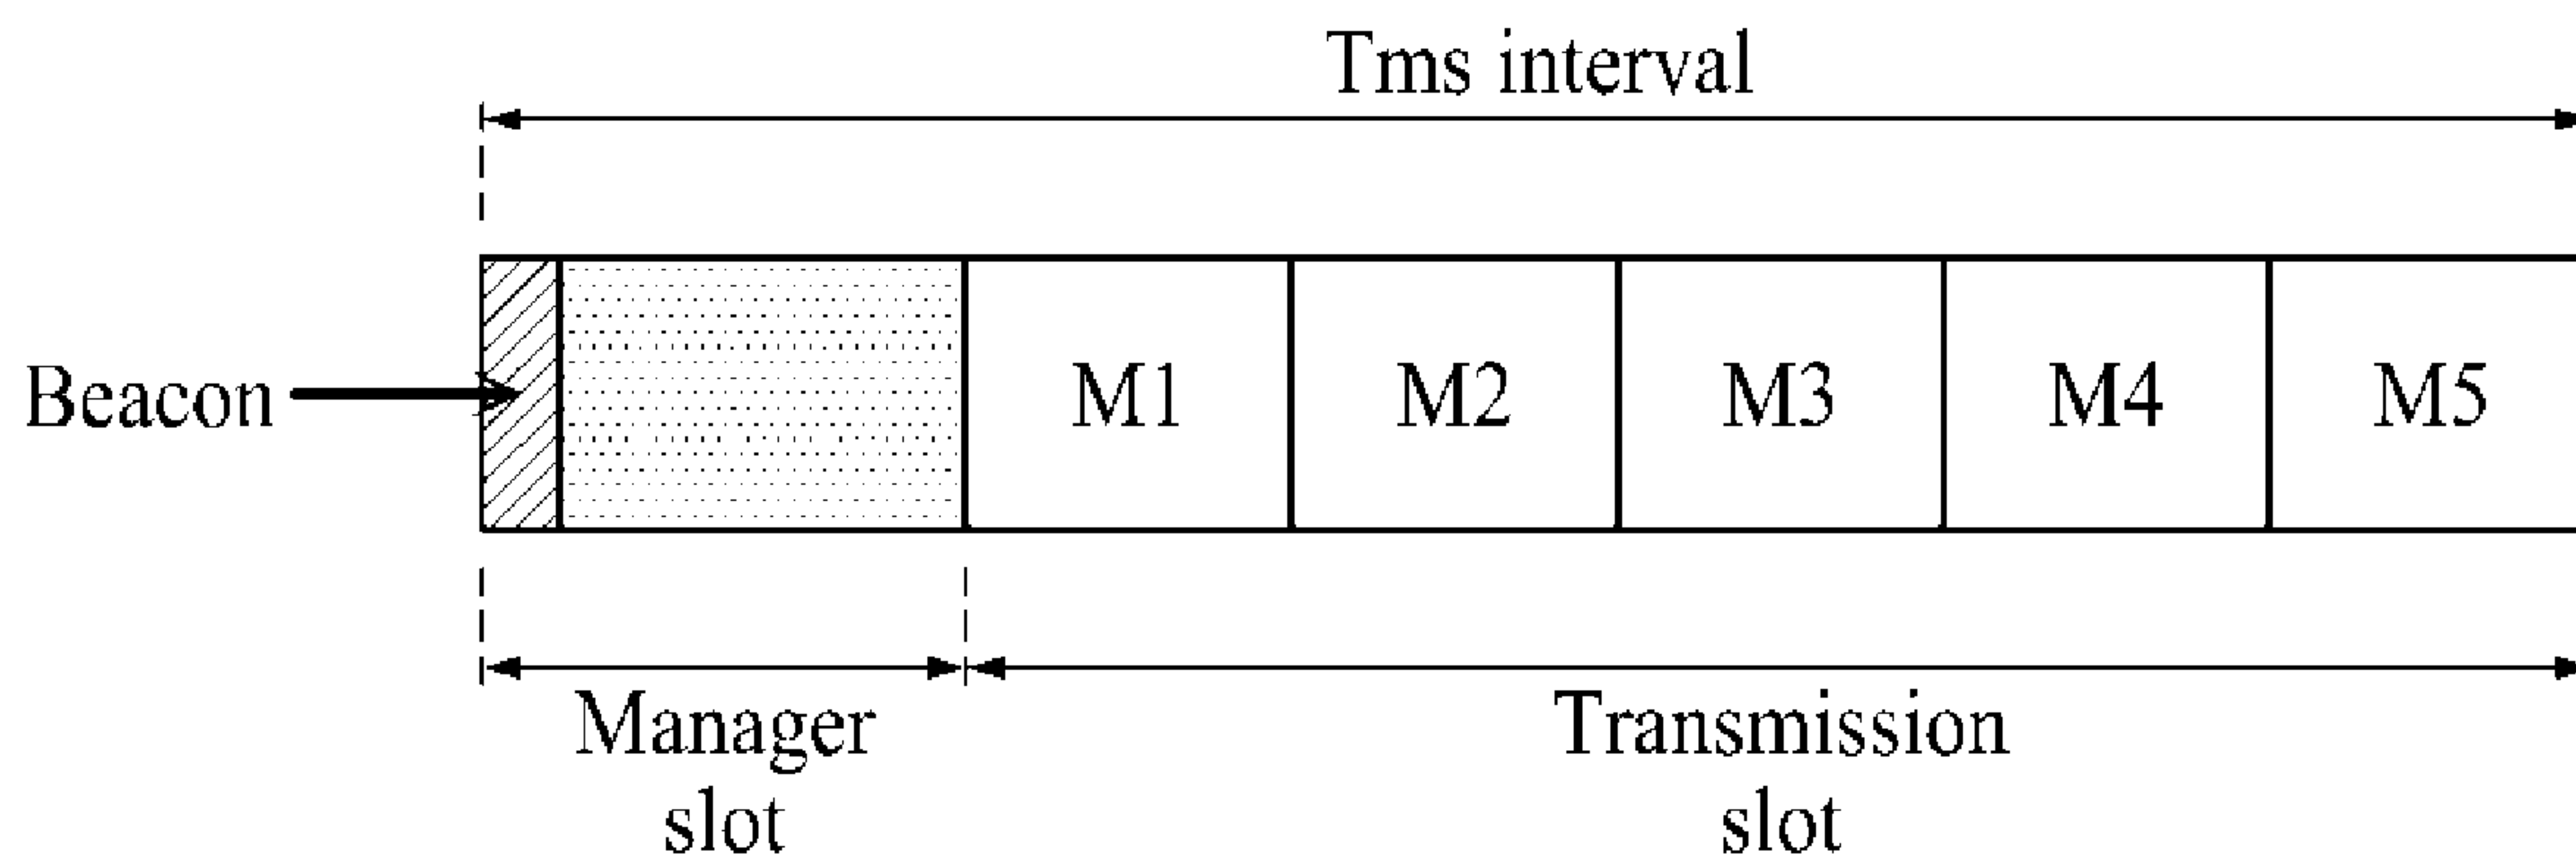 Tms interval
Beacon
M1 M2 M3 M4 M5
Manager
slot
Transmission
slot